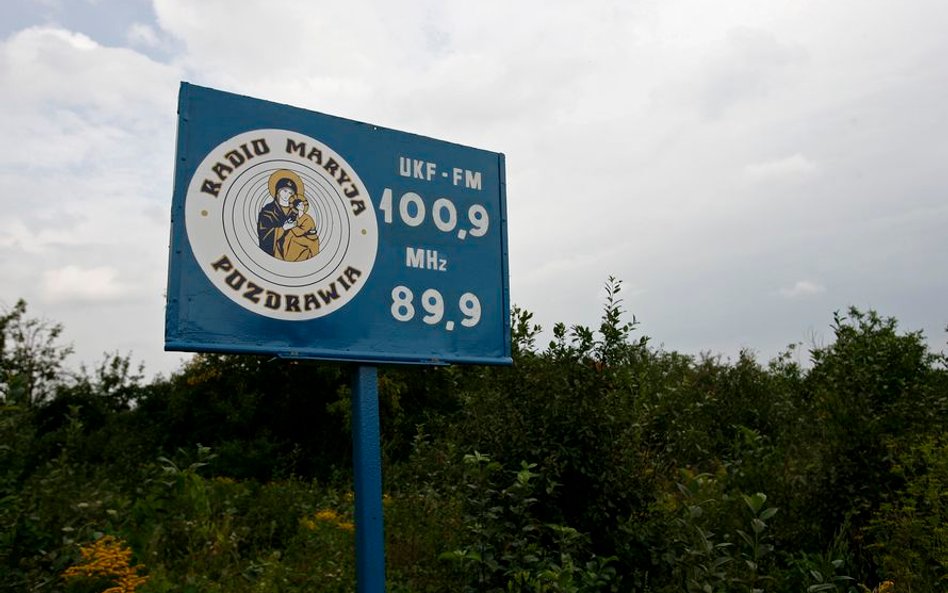 RADIO MARYJA
POZDRAWIA
UKF-FM
100,9
MHz
89,9